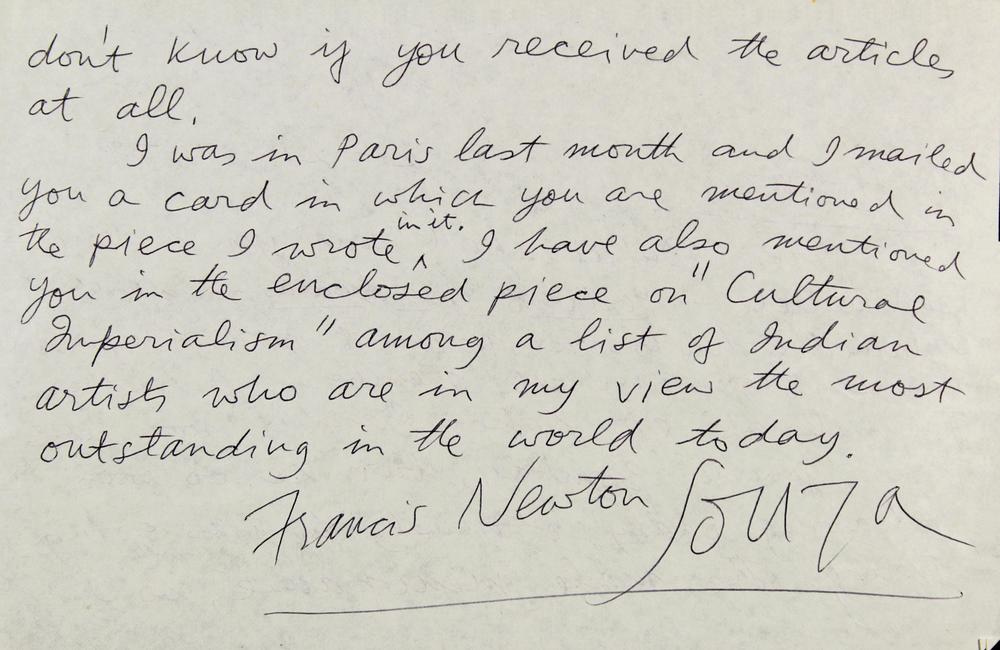 don't know if you received the articles
at all.
I was in Paris last month and I mailed
you a card in which you are mentioned in
the piece I wrote in it. I have also mentioned
you in the enclosed piece on "Cultural
Imperialism" among a list of Indian
artists who are in my view the most
outstanding in the world today.
Francis Newton Souza